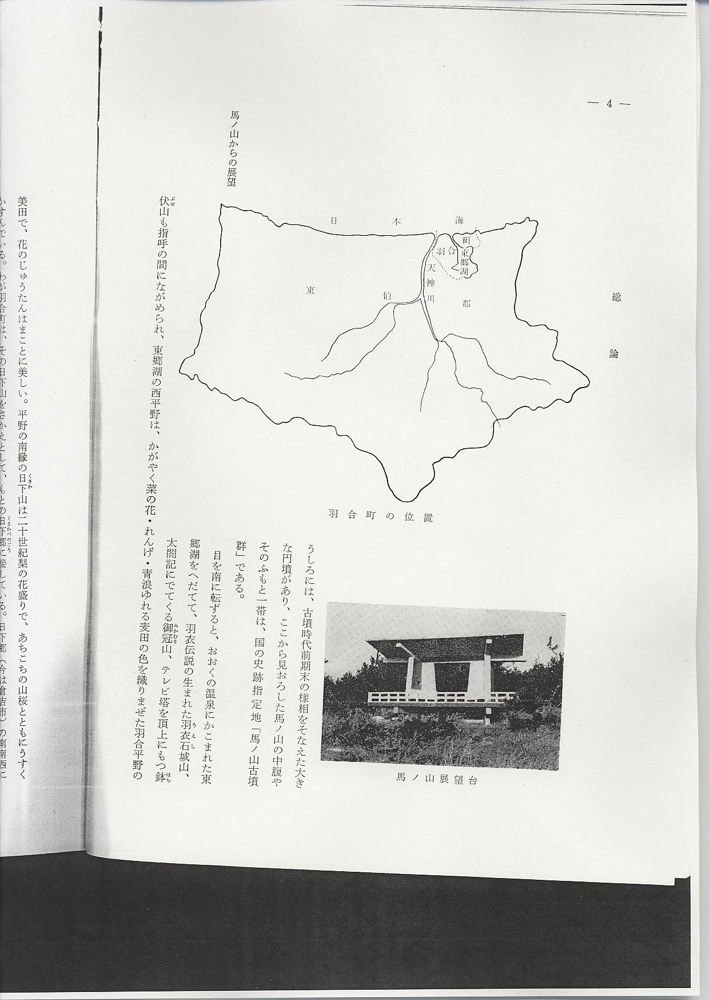 — 4 —
総論
日本海
町
羽合
東郷湖
天神川
東伯郡
羽合町の位置
馬ノ山展望台
馬ノ山からの展望
うしろには、古墳時代前期末の様相をそなえた大き
な円墳があり、ここから見おろした馬ノ山の中腹や
そのふもと一帯は、国の史跡指定地「馬ノ山古墳
群」である。
目を南に転ずると、おおくの温泉にかこまれた東
郷湖をへだてて、羽衣伝説の生まれた羽衣石城山、
太閤記にでてくる御冠山、テレビ塔を頂上にもつ鉢
伏山も指呼の間にながめられ、東郷湖の西平野は、かがやく菜の花・れんげ・青浪ゆれる麦田の色を織りまぜた羽合平野の
美田で、花のじゅうたんはまことに美しい。平野の南縁の日下山は二十世紀梨の花盛りで、あちこちの山桜とともにうすく
かすんでいる。わが羽合町は、その日下山をさかえとして、もとの日下郷に接している。日下郷（今は倉吉市）の南南西に